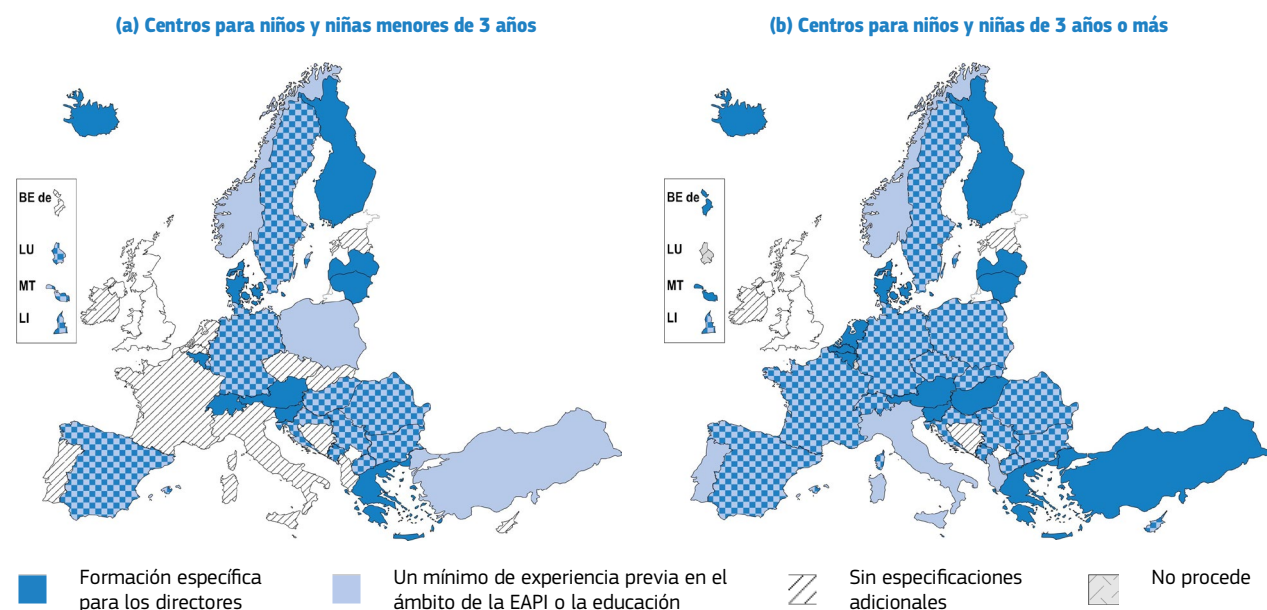 (a) Centros para niños y niñas menores de 3 años
(b) Centros para niños y niñas de 3 años o más
BE de
LU
MT
LI
BE de
LU
MT
LI
Formación específica
para los directores
Un mínimo de experiencia previa en el
ámbito de la EAPI o la educación
Sin especificaciones
adicionales
No procede